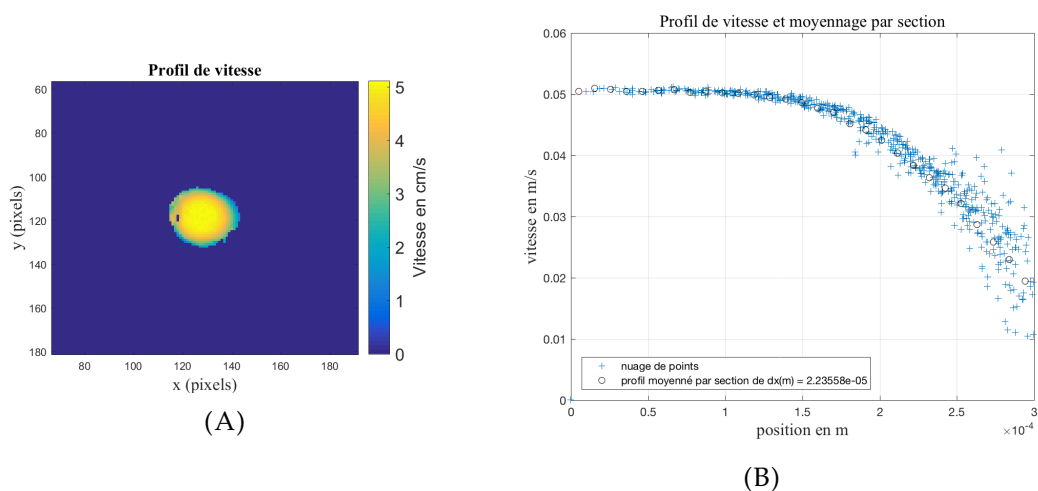 Profil de vitesse
60
80
100
120
140
160
180
80 100 120 140 160 180
x (pixels)
y (pixels)
5
4
3
2
1
0
Vitesse en cm/s
(A)
Profil de vitesse et moyennage par section
0.06
0.05
0.04
0.03
0.02
0.01
0
vitesse en m/s
nuage de points
profil moyenné par section de dx(m) = 2.23558e-05
0 0.5 1 1.5 2 2.5 3
position en m
×10⁻⁴
(B)